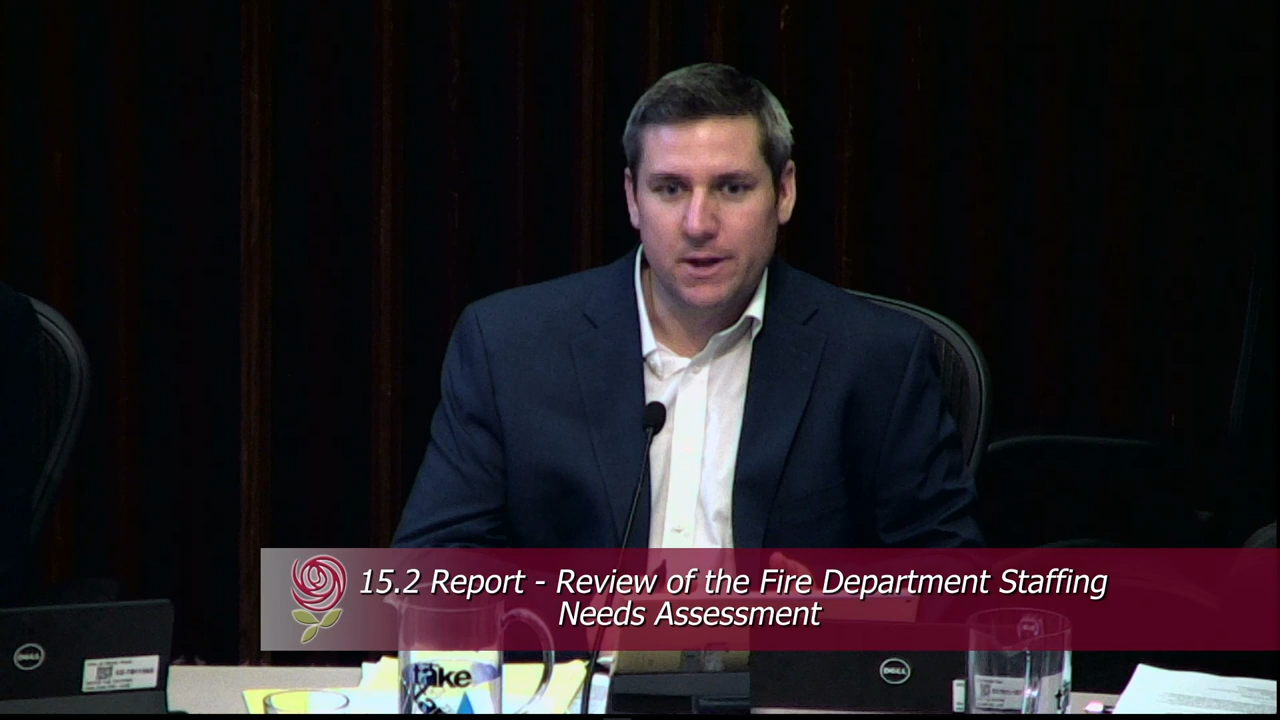 15.2 Report - Review of the Fire Department Staffing
Needs Assessment
DELL
take
DELL